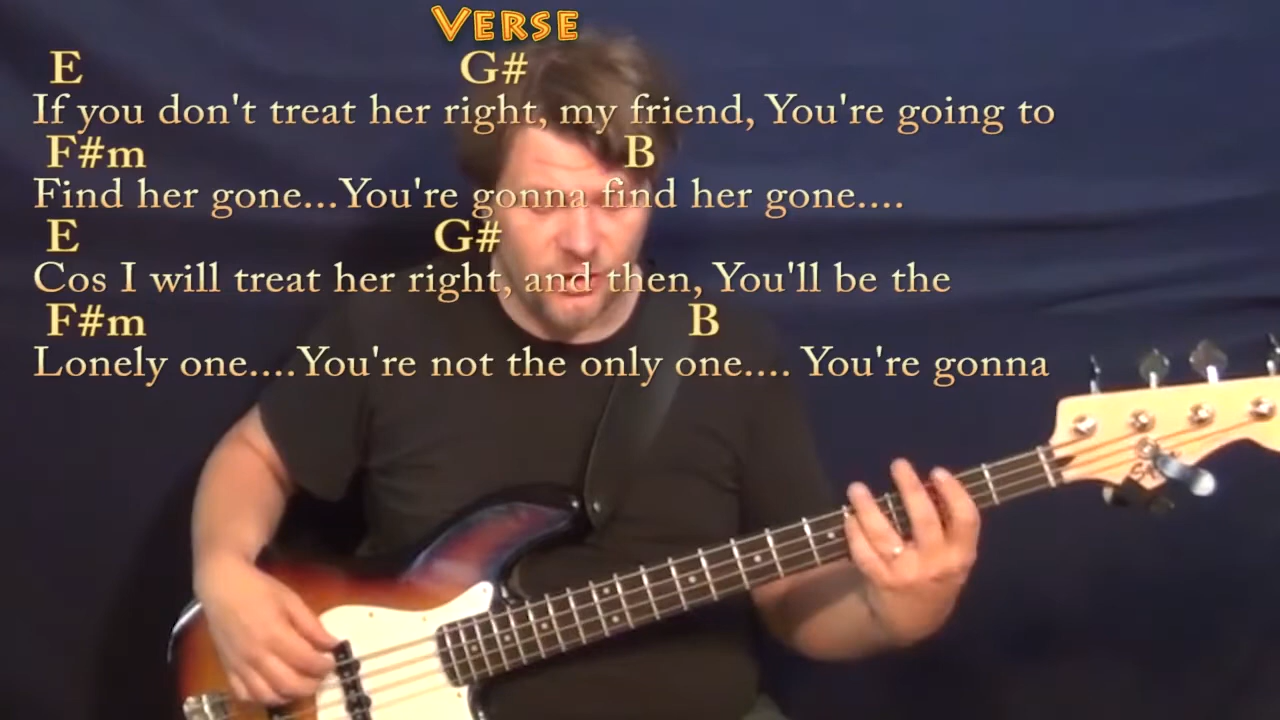 VERSE
E G#
If you don't treat her right, my friend, You're going to
F#m B
Find her gone...You're gonna find her gone....
E G#
Cos I will treat her right, and then, You'll be the
F#m B
Lonely one....You're not the only one.... You're gonna